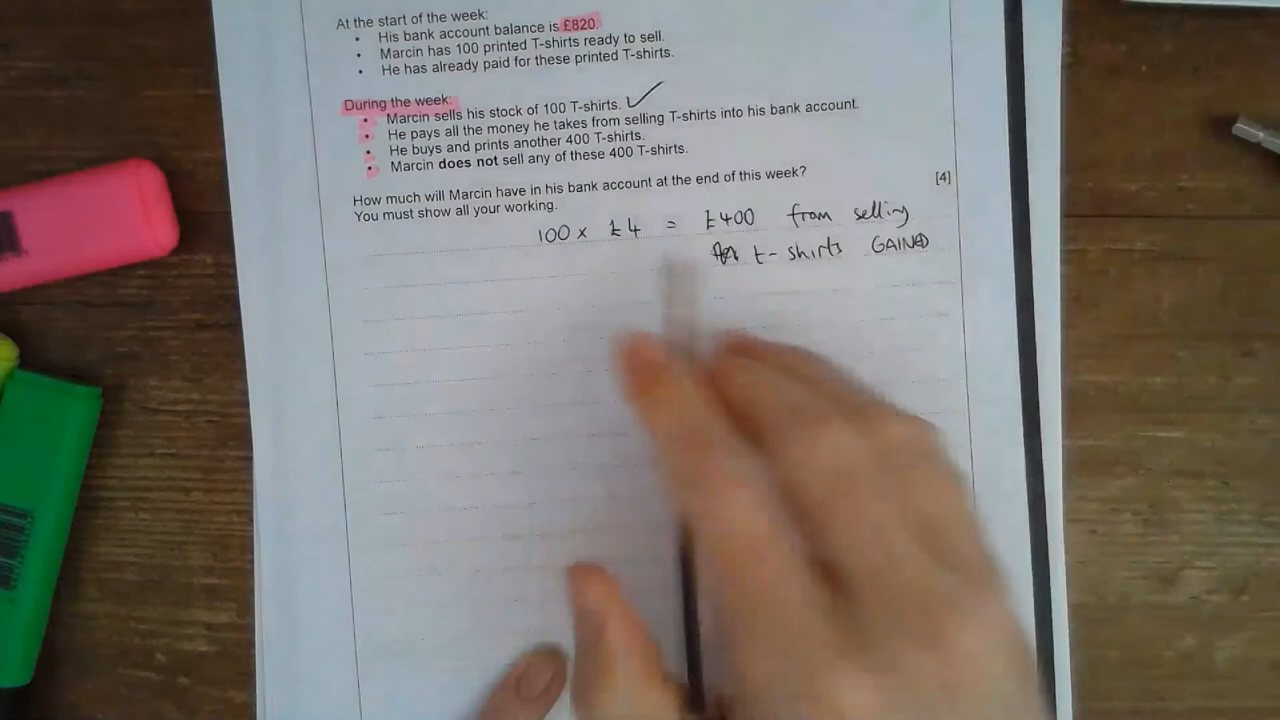 At the start of the week:
• His bank account balance is £820.
• Marcin has 100 printed T-shirts ready to sell.
• He has already paid for these printed T-shirts.
During the week:
• Marcin sells his stock of 100 T-shirts. ✓
• He pays all the money he takes from selling T-shirts into his bank account.
• He buys and prints another 400 T-shirts.
• Marcin does not sell any of these 400 T-shirts.
How much will Marcin have in his bank account at the end of this week?
You must show all your working.
[4]
100 x £4 = £400 from selling
t-shirts GAINED